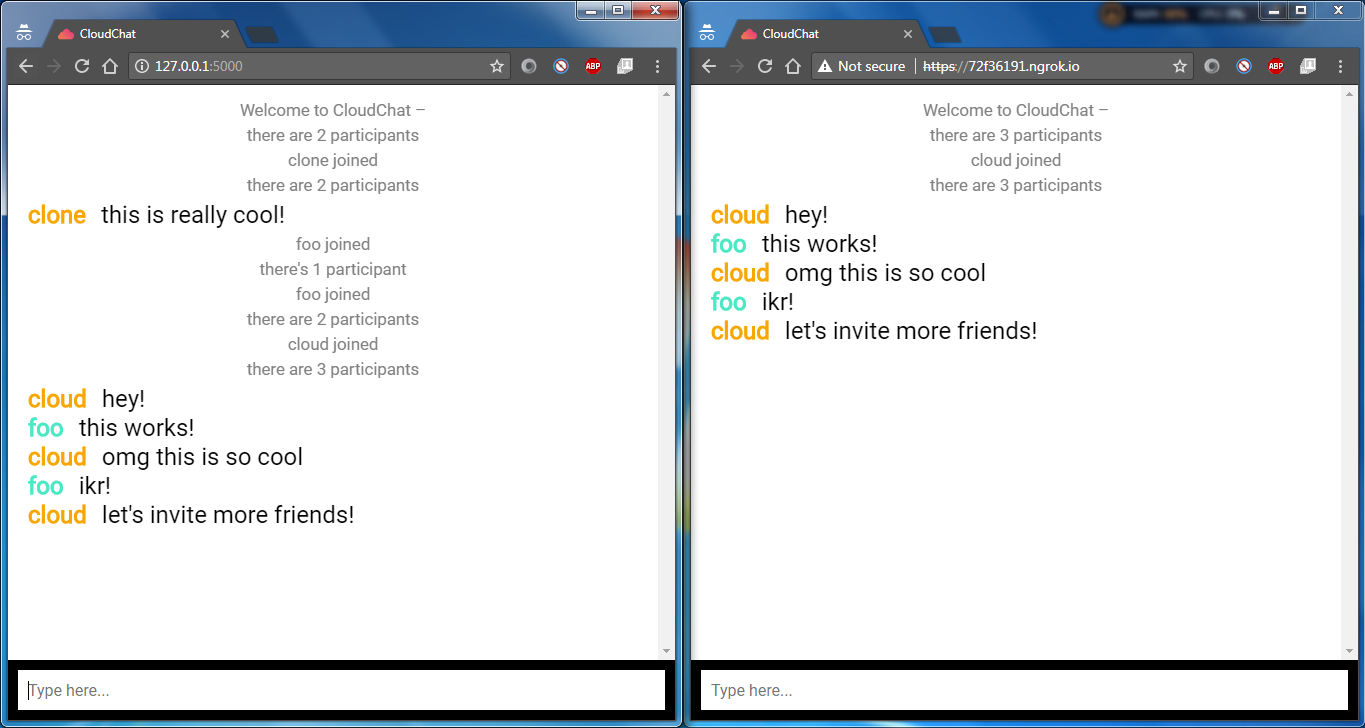 CloudChat
127.0.0.1:5000
ABP
Welcome to CloudChat –
there are 2 participants
clone joined
there are 2 participants
clone this is really cool!
foo joined
there's 1 participant
foo joined
there are 2 participants
cloud joined
there are 3 participants
cloud hey!
foo this works!
cloud omg this is so cool
foo ikr!
cloud let's invite more friends!
Type here...
CloudChat
Not secure https://72f36191.ngrok.io
ABP
Welcome to CloudChat –
there are 3 participants
cloud joined
there are 3 participants
cloud hey!
foo this works!
cloud omg this is so cool
foo ikr!
cloud let's invite more friends!
Type here...